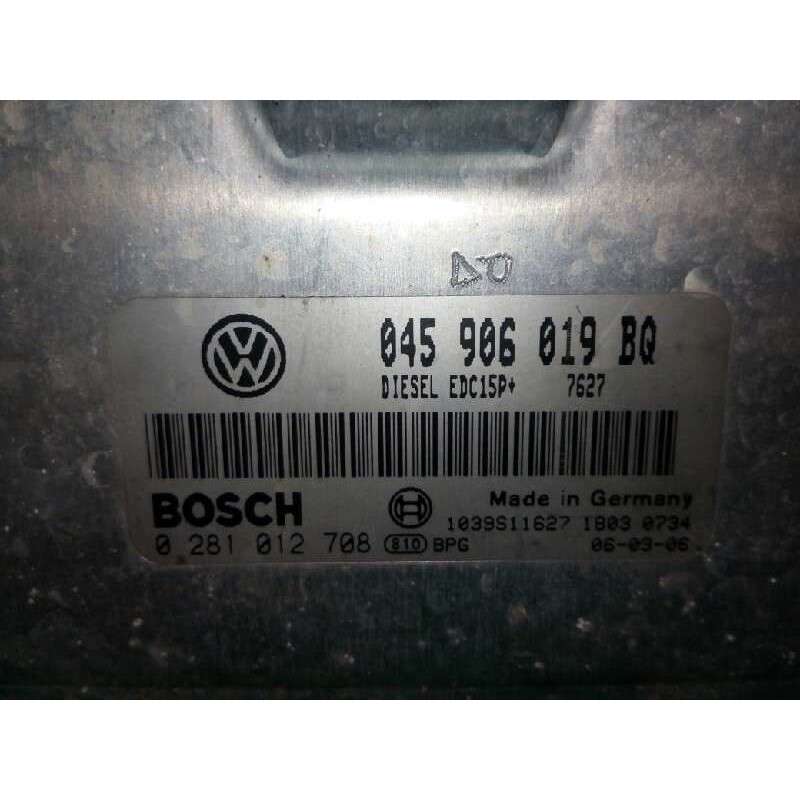 VW
045 906 019 BQ
DIESEL EDC15P+ 7627
BOSCH
Made in Germany
1039S11627 1803 0734
0 281 012 708 810 BPG 06-03-06